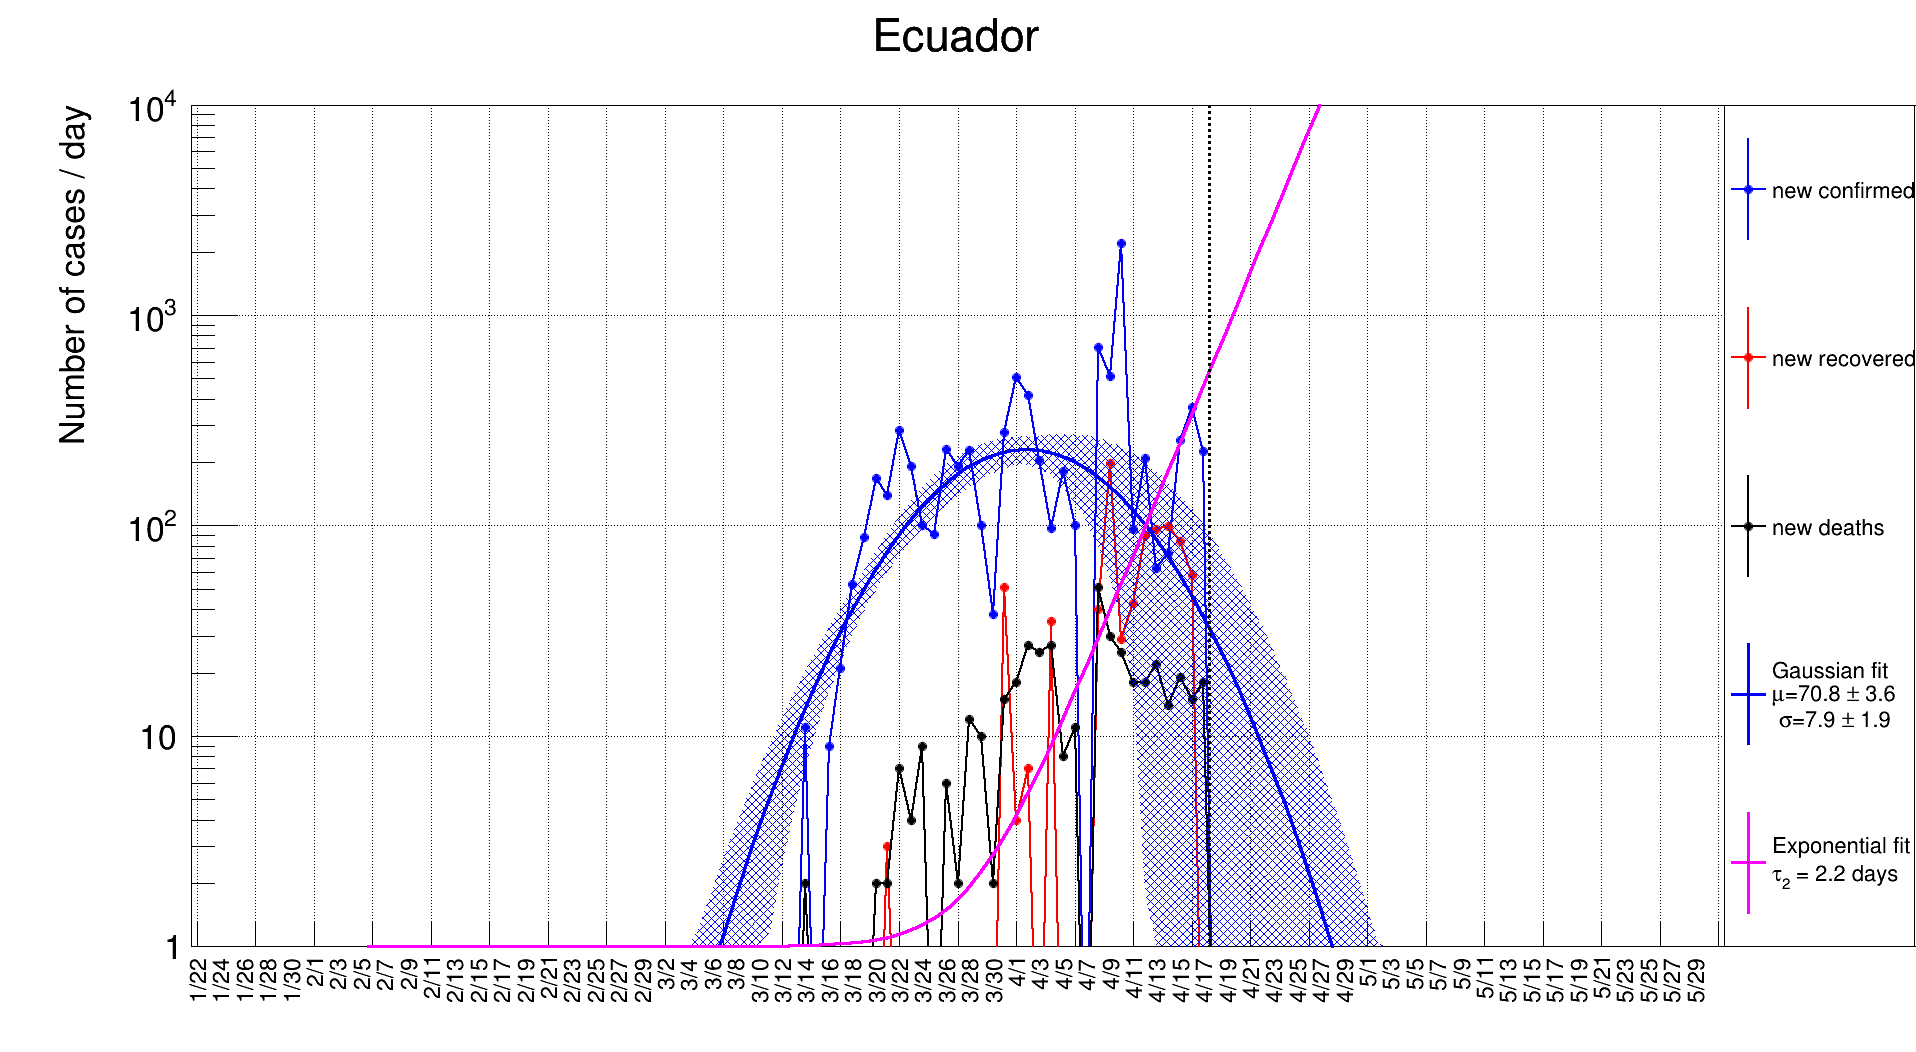 Ecuador
Number of cases / day
10^4
10^3
10^2
10
1
1/22 1/24 1/26 1/28 1/30 2/1 2/3 2/5 2/7 2/9 2/11 2/13 2/15 2/17 2/19 2/21 2/23 2/25 2/27 2/29 3/2 3/4 3/6 3/8 3/10 3/12 3/14 3/16 3/18 3/20 3/22 3/24 3/26 3/28 3/30 4/1 4/3 4/5 4/7 4/9 4/11 4/13 4/15 4/17 4/19 4/21 4/23 4/25 4/27 4/29 5/1 5/3 5/5 5/7 5/9 5/11 5/13 5/15 5/17 5/19 5/21 5/23 5/25 5/27 5/29
new confirmed
new recovered
new deaths
Gaussian fit
μ=70.8 ± 3.6
σ=7.9 ± 1.9
Exponential fit
τ₂ = 2.2 days